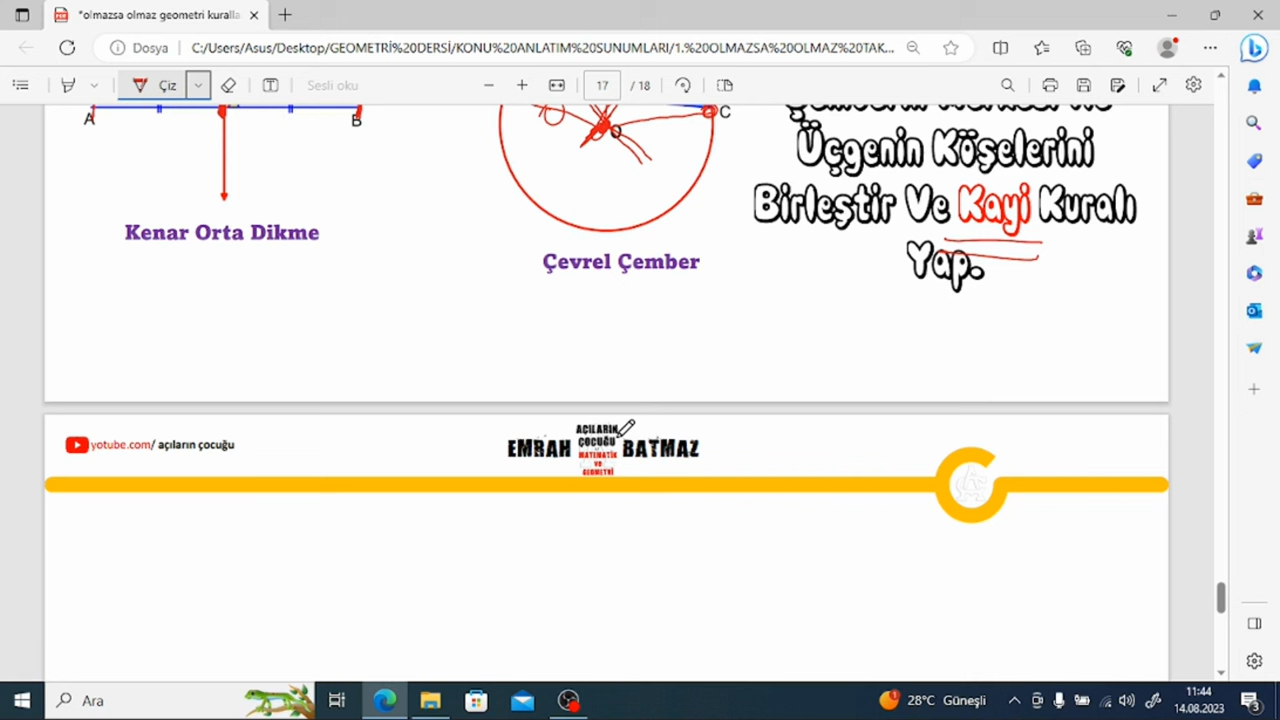 *olmazsa olmaz geometri kuralla
Dosya
C:/Users/Asus/Desktop/GEOMETRİ%20DERSİ/KONU%20ANLATIM%20SUNUMLARI/1.%20OLMAZSA%20OLMAZ%20TAK...
Çiz
Sesli oku
17 / 18
A
B
O
C
Üçgenin Köşelerini
Birleştir Ve Kayi Kuralı
Yap.
Kenar Orta Dikme
Çevrel Çember
yotube.com/ açıların çocuğu
EMRAH
AÇILARIN
ÇOCUĞU
MATEMATİK
VE
GEOMETRİ
BATMAZ
Ara
28°C Güneşli
11:44
14.08.2023
3